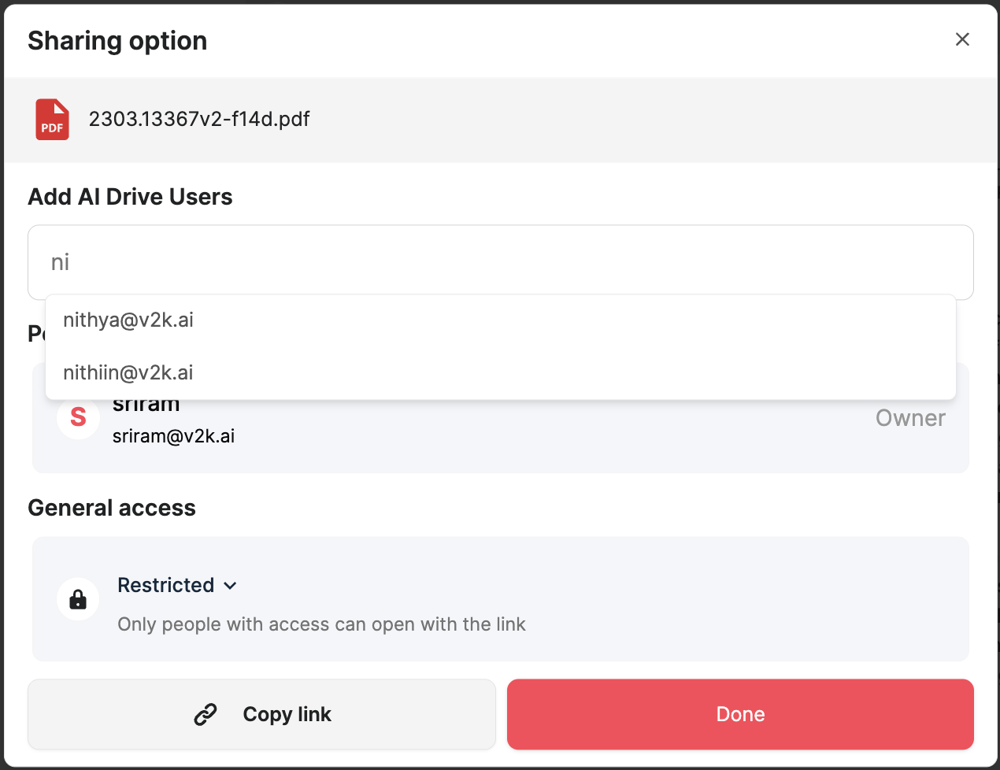 Sharing option
PDF
2303.13367v2-f14d.pdf
Add AI Drive Users
ni
nithya@v2k.ai
nithiin@v2k.ai
S
sriram
sriram@v2k.ai
Owner
General access
Restricted
Only people with access can open with the link
Copy link
Done